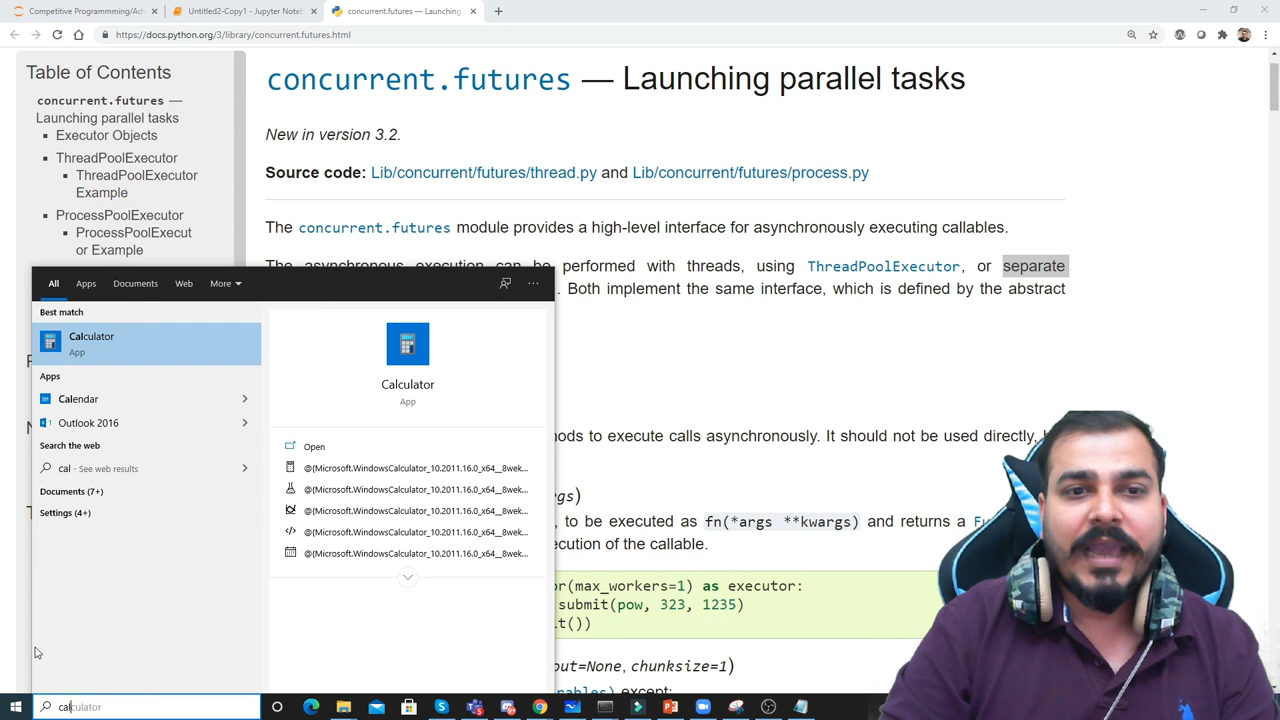 Competitive Programmming/Ad
Untitled2-Copy1 - Jupyter Noteb
concurrent.futures — Launching
https://docs.python.org/3/library/concurrent.futures.html
Table of Contents
concurrent.futures —
Launching parallel tasks
Executor Objects
ThreadPoolExecutor
ThreadPoolExecutor
Example
ProcessPoolExecutor
ProcessPoolExecut
or Example
concurrent.futures — Launching parallel tasks
New in version 3.2.
Source code: Lib/concurrent/futures/thread.py and Lib/concurrent/futures/process.py
The concurrent.futures module provides a high-level interface for asynchronously executing callables.
The asynchronous execution can be performed with threads, using ThreadPoolExecutor, or separate
. Both implement the same interface, which is defined by the abstract
ods to execute calls asynchronously. It should not be used directly,
gs)
, to be executed as fn(*args **kwargs) and returns a Fu
cution of the callable.
or(max_workers=1) as executor:
submit(pow, 323, 1235)
t())
out=None, chunksize=1)
rables) except:
All
Apps
Documents
Web
More
Best match
Calculator
App
Apps
Calendar
Outlook 2016
Search the web
cal - See web results
Documents (7+)
Settings (4+)
Calculator
App
Open
@{Microsoft.WindowsCalculator_10.2011.16.0_x64__8wek...
@{Microsoft.WindowsCalculator_10.2011.16.0_x64__8wek...
@{Microsoft.WindowsCalculator_10.2011.16.0_x64__8wek...
@{Microsoft.WindowsCalculator_10.2011.16.0_x64__8wek...
@{Microsoft.WindowsCalculator_10.2011.16.0_x64__8wek...
calculator